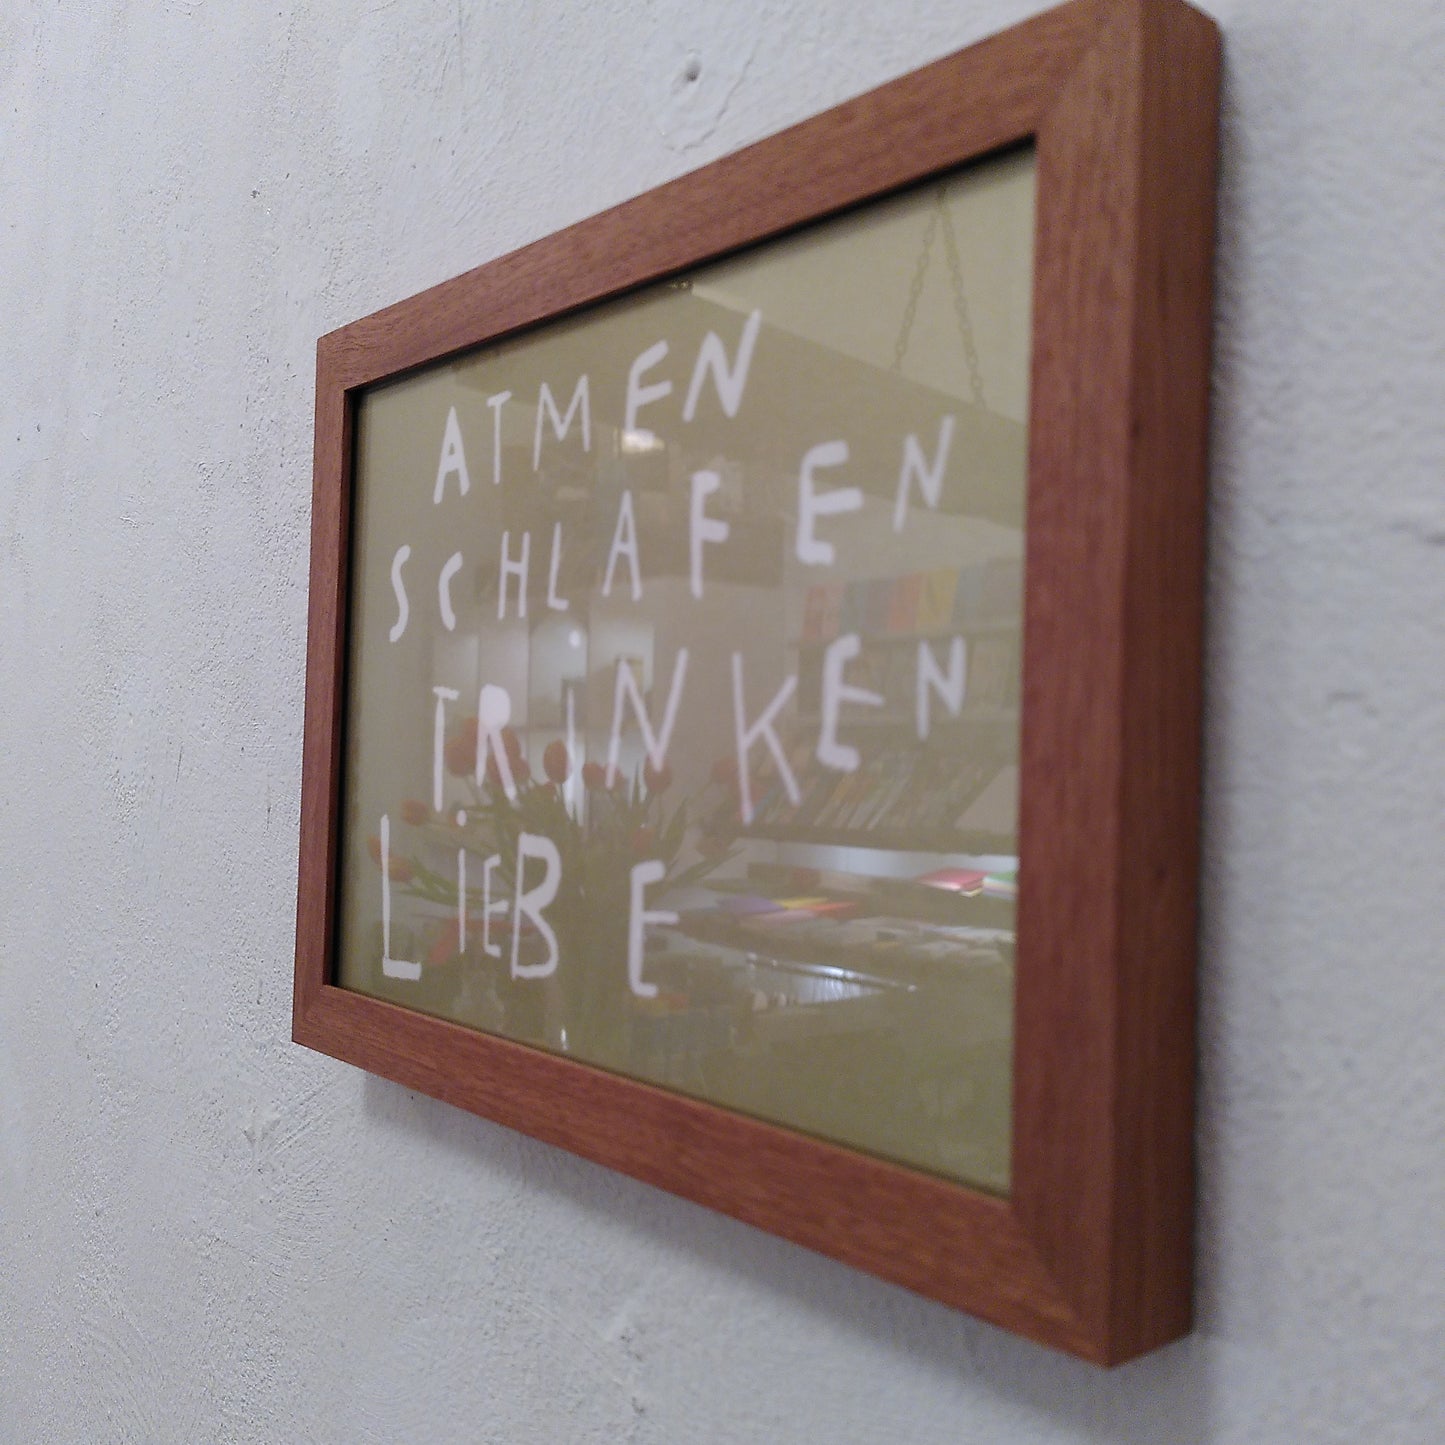 ATMEN
SCHLAFEN
TRINKEN
LiEBE